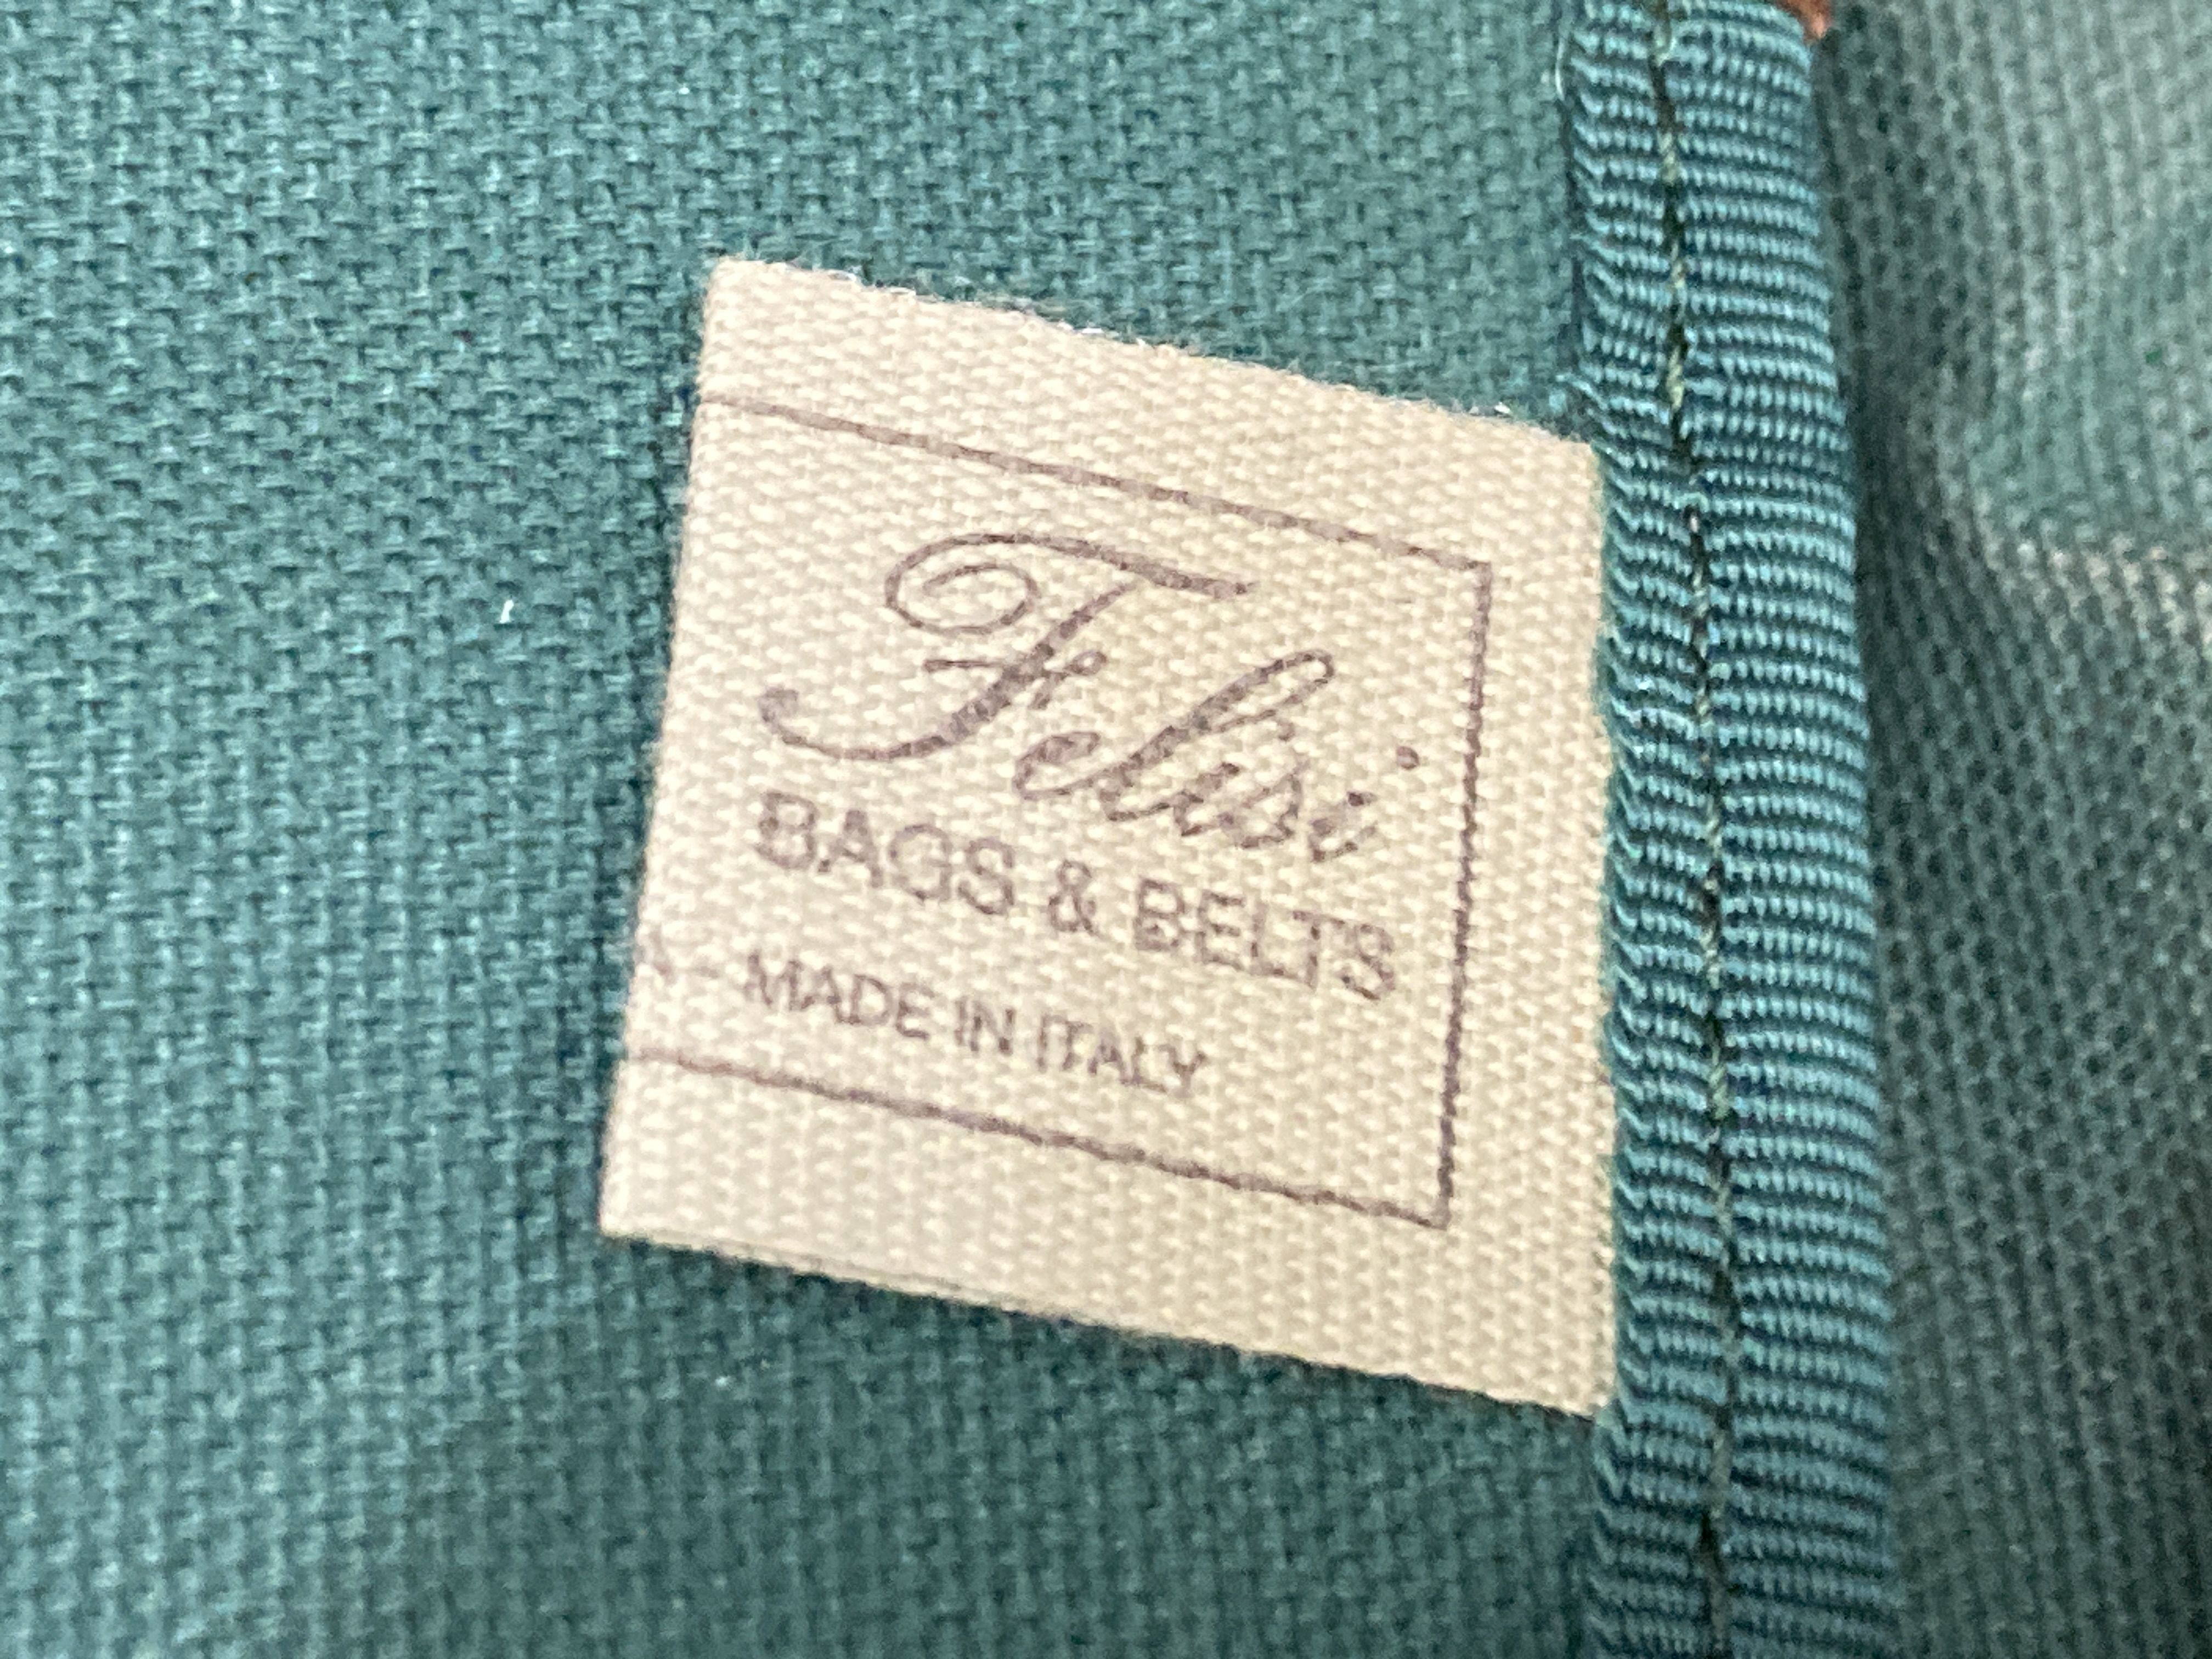 Felisi
BAGS & BELTS
- MADE IN ITALY